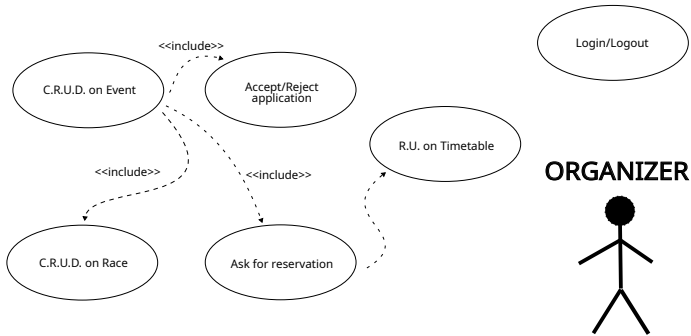 <<include>>
Login/Logout
C.R.U.D. on Event
Accept/Reject
application
R.U. on Timetable
<<include>>
<<include>>
ORGANIZER
C.R.U.D. on Race
Ask for reservation